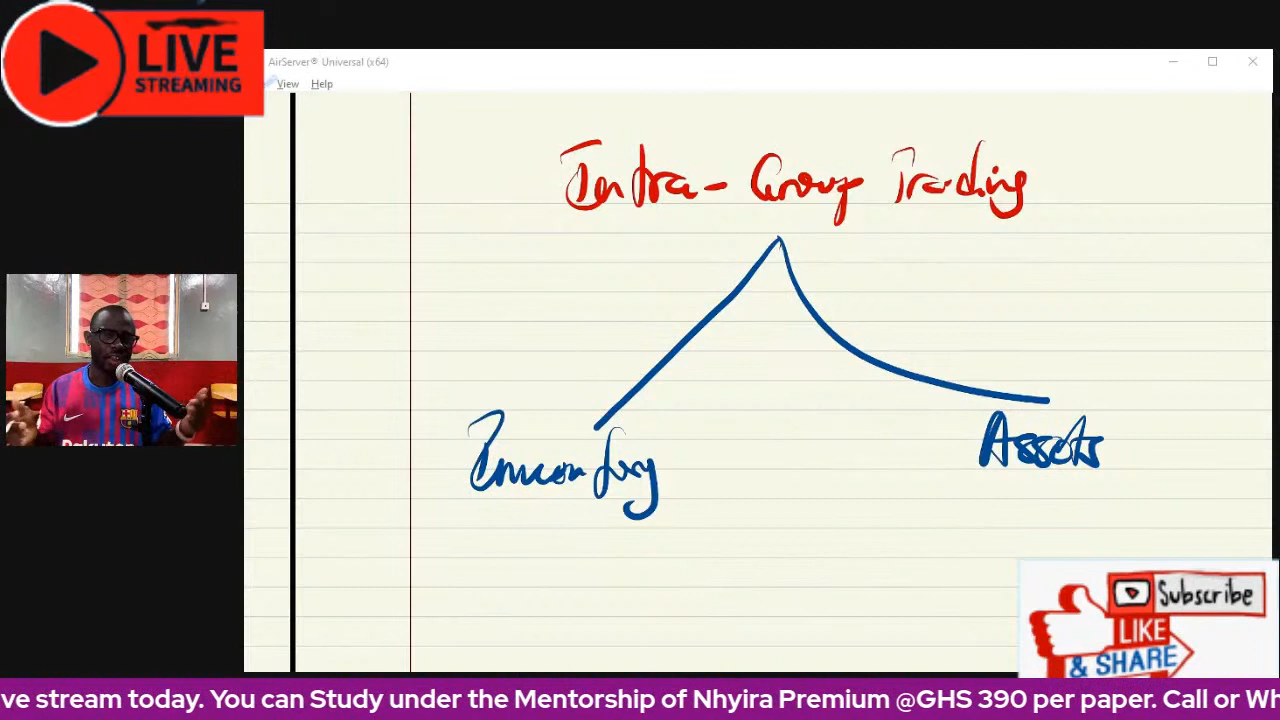 LIVE
STREAMING
AirServer® Universal (x64)
View Help
Intra-Group Trading
Assets
Subscribe
LIKE
& SHARE
ve stream today. You can Study under the Mentorship of Nhyira Premium @GHS 390 per paper. Call or Wh